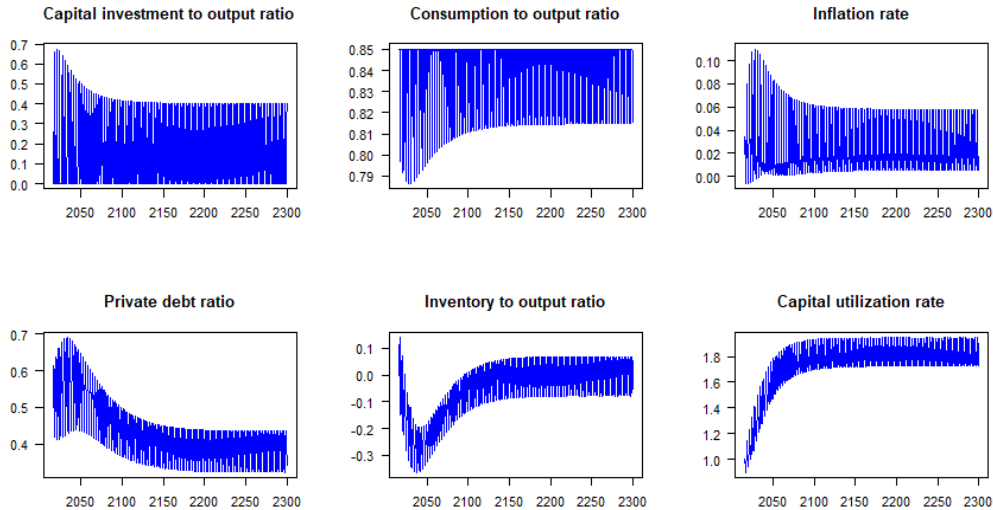 Capital investment to output ratio
0.7
0.6
0.5
0.4
0.3
0.2
0.1
0.0
2050 2100 2150 2200 2250 2300
Consumption to output ratio
0.85
0.84
0.83
0.82
0.81
0.80
0.79
2050 2100 2150 2200 2250 2300
Inflation rate
0.10
0.08
0.06
0.04
0.02
0.00
2050 2100 2150 2200 2250 2300
Private debt ratio
0.7
0.6
0.5
0.4
2050 2100 2150 2200 2250 2300
Inventory to output ratio
0.1
0.0
-0.1
-0.2
-0.3
2050 2100 2150 2200 2250 2300
Capital utilization rate
1.8
1.6
1.4
1.2
1.0
2050 2100 2150 2200 2250 2300